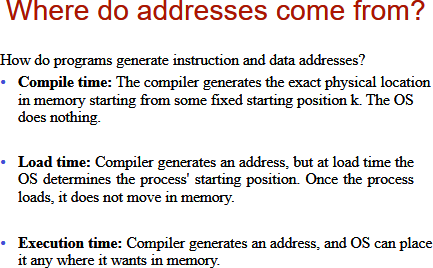 Where do addresses come from?
How do programs generate instruction and data addresses?
• Compile time: The compiler generates the exact physical location
in memory starting from some fixed starting position k. The OS
does nothing.
• Load time: Compiler generates an address, but at load time the
OS determines the process' starting position. Once the process
loads, it does not move in memory.
• Execution time: Compiler generates an address, and OS can place
it any where it wants in memory.